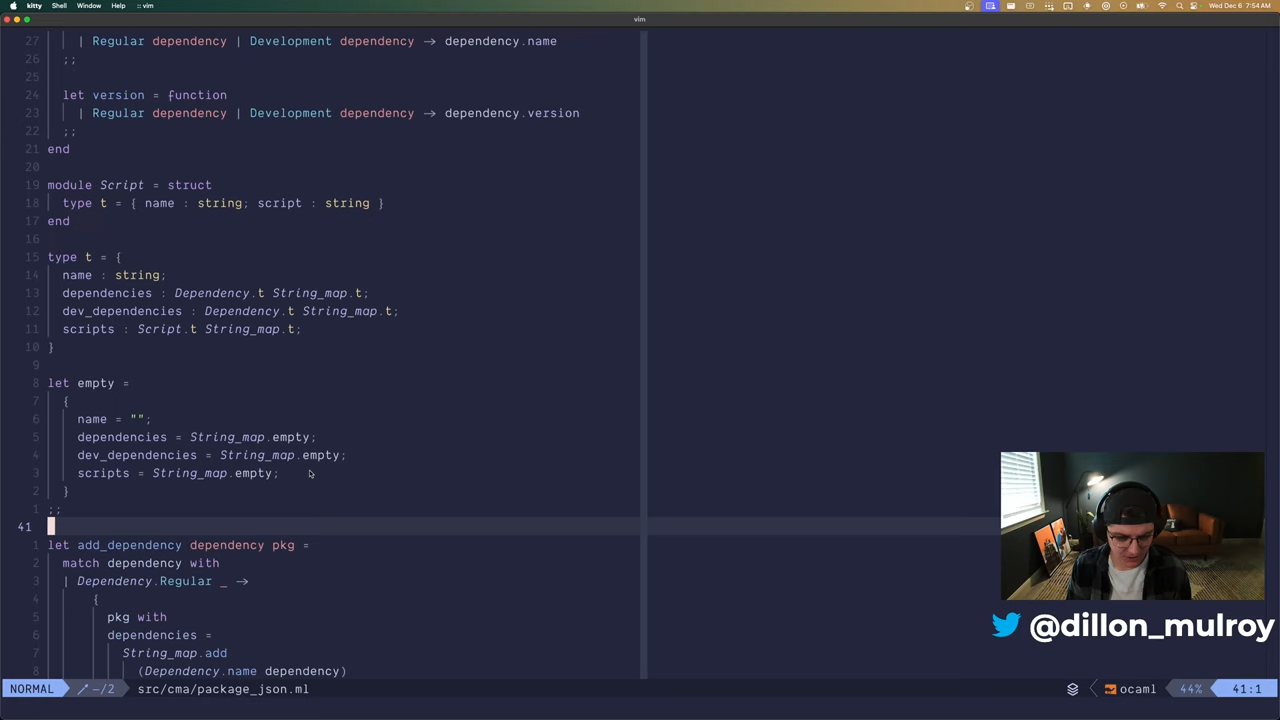 kitty Shell Window Help :: vim Wed Dec 6 7:54 AM
vim
27 | Regular dependency | Development dependency → dependency.name
26 ;;
25
24 let version = function
23 | Regular dependency | Development dependency → dependency.version
22 ;;
21 end
20
19 module Script = struct
18 type t = { name : string; script : string }
17 end
16
15 type t = {
14 name : string;
13 dependencies : Dependency.t String_map.t;
12 dev_dependencies : Dependency.t String_map.t;
11 scripts : Script.t String_map.t;
10 }
9
8 let empty =
7 {
6 name = "";
5 dependencies = String_map.empty;
4 dev_dependencies = String_map.empty;
3 scripts = String_map.empty;
2 }
1 ;;
41
1 let add_dependency dependency pkg =
2 match dependency with
3 | Dependency.Regular _ →
4 {
5 pkg with
6 dependencies =
7 String_map.add
8 (Dependency.name dependency)
@dillon_mulroy
NORMAL ~/2 src/cma/package_json.ml ocaml 44% 41:1